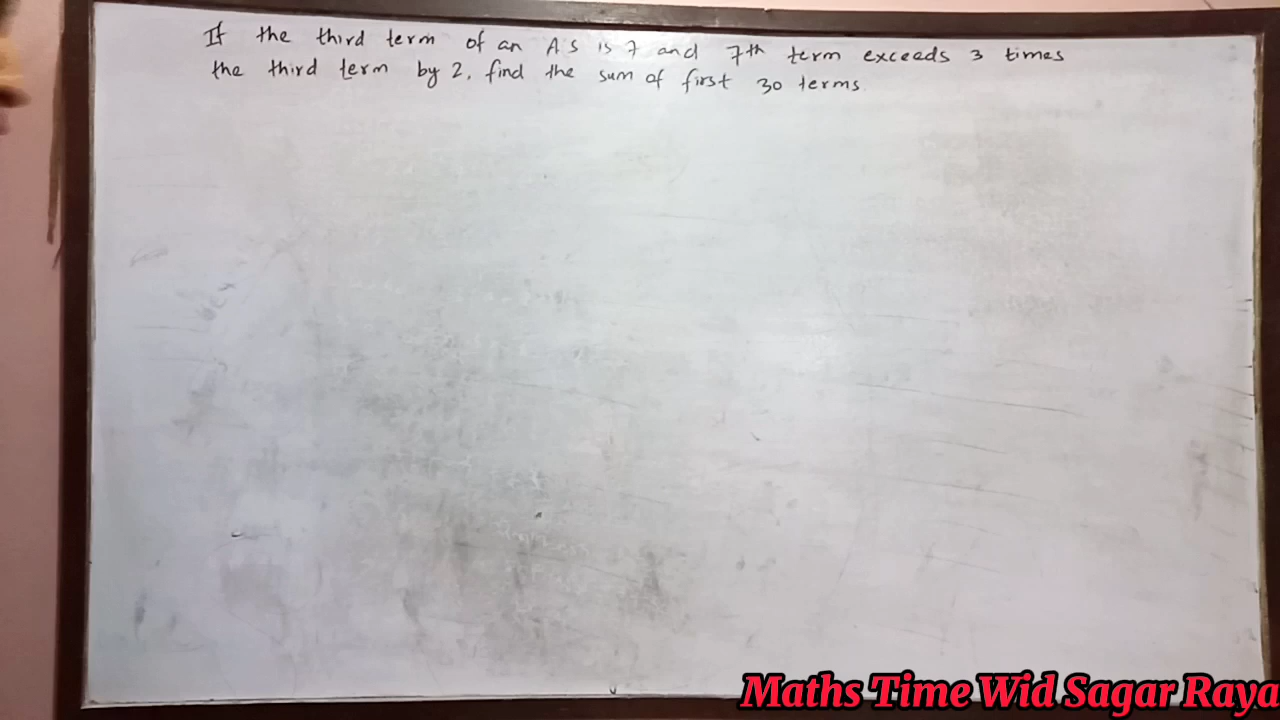 If the third term of an A S is 7 and 7th term exceeds 3 times
the third term by 2, find the sum of first 30 terms.
Maths Time Wid Sagar Raya